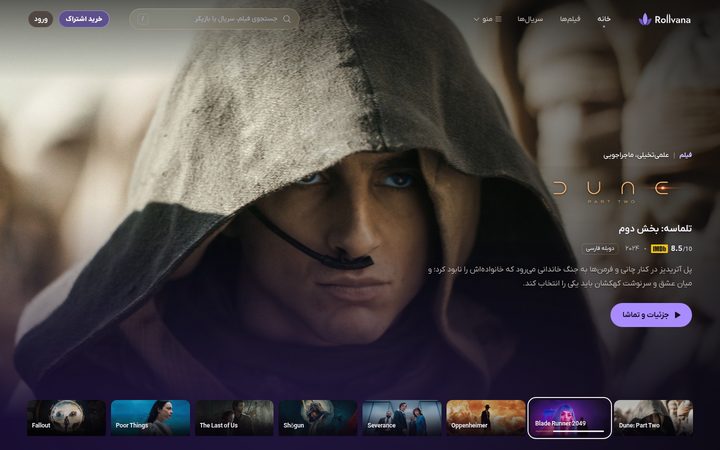 Rollvana
خانه
فیلم‌ها
سریال‌ها
منو
جستجوی فیلم، سریال یا بازیگر
/
خرید اشتراک
ورود
فیلم | علمی‌تخیلی، ماجراجویی
DUNE
PART TWO
تلماسه: بخش دوم
8.5/10 IMDb • ۲۰۲۴ دوبله فارسی
پل آتریدیز در کنار چانی و فرمن‌ها به جنگ خاندانی می‌رود که خانواده‌اش را نابود کرد؛ و
میان عشق و سرنوشت کهکشان باید یکی را انتخاب کند.
جزئیات و تماشا
Fallout
Poor Things
The Last of Us
Shōgun
Severance
Oppenheimer
Blade Runner 2049
Dune: Part Two